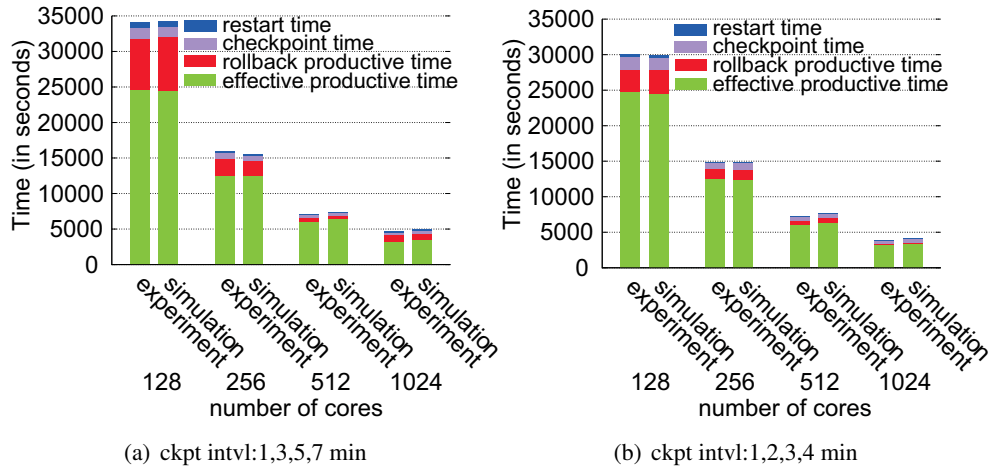 35000
30000
25000
20000
15000
10000
5000
0
Time (in seconds)
restart time
checkpoint time
rollback productive time
effective productive time
experiment
simulation
experiment
simulation
experiment
simulation
experiment
simulation
128 256 512 1024
number of cores
(a) ckpt intvl:1,3,5,7 min
35000
30000
25000
20000
15000
10000
5000
0
Time (in seconds)
restart time
checkpoint time
rollback productive time
effective productive time
experiment
simulation
experiment
simulation
experiment
simulation
experiment
simulation
128 256 512 1024
number of cores
(b) ckpt intvl:1,2,3,4 min